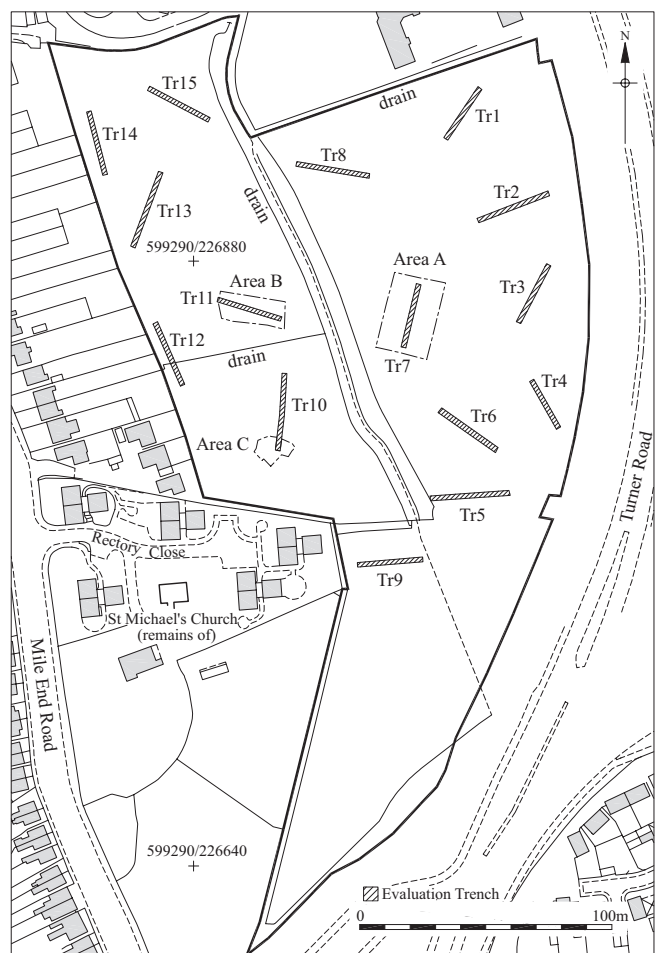 N
Tr15
drain
Tr1
Tr14
Tr8
Tr2
Tr13
drain
599290/226880
Area A
Area B
Tr3
Tr11
Tr12
Tr7
drain
Tr4
Tr10
Tr6
Area C
Turner Road
Tr5
Rectory Close
Tr9
St Michael's Church
(remains of)
Mile End Road
599290/226640
Evaluation Trench
0 100m